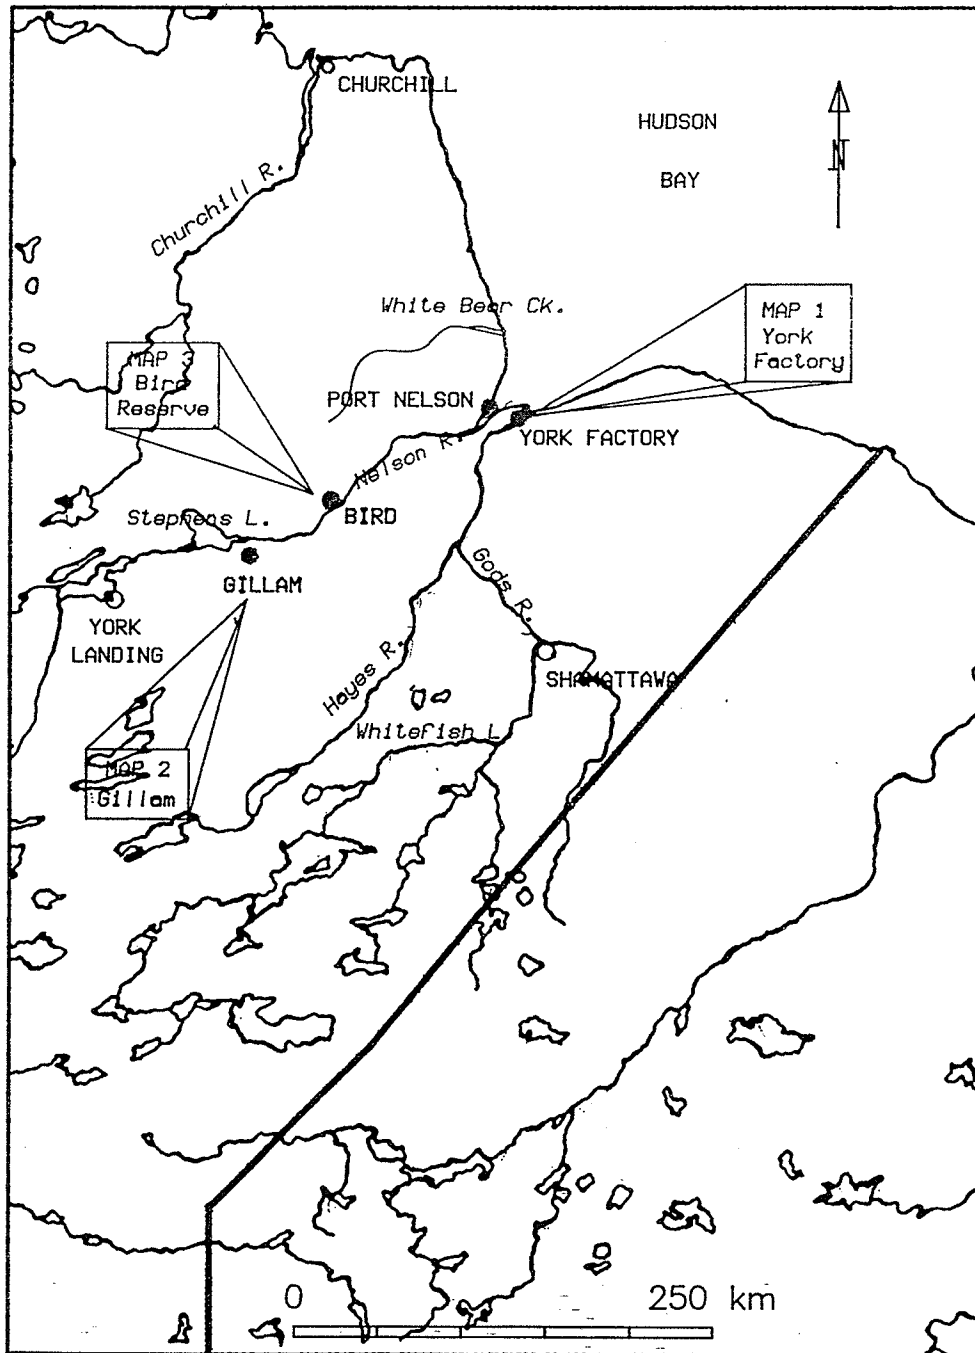 CHURCHILL
HUDSON
BAY
N
Churchill R.
White Bear Ck.
MAP 1
York
Factory
MAP 3
Bird
Reserve
PORT NELSON
YORK FACTORY
Nelson R.
BIRD
Stephens L.
GILLAM
Gods R.
YORK
LANDING
Hayes R.
SHAMATTAWA
Whitefish L
MAP 2
Gillam
0
250 km